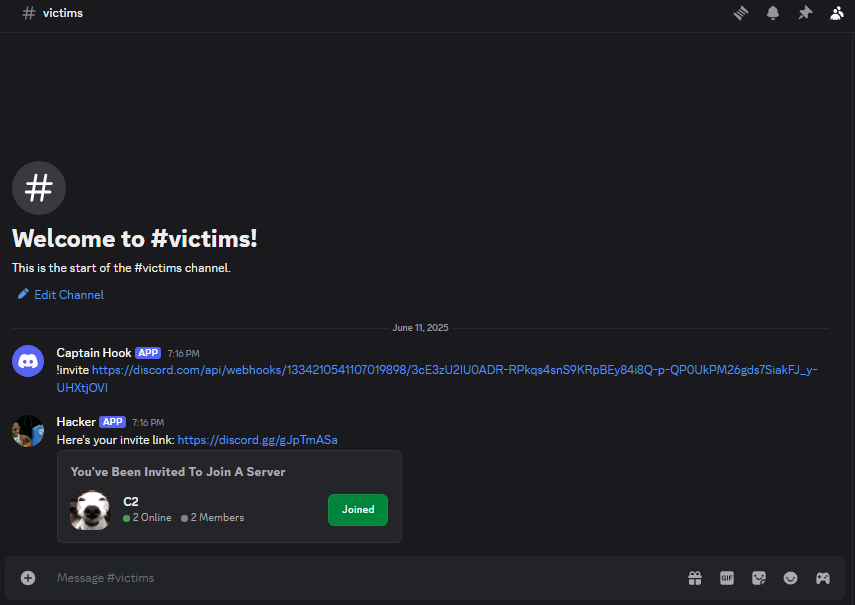 victims
Welcome to #victims!
This is the start of the #victims channel.
Edit Channel
June 11, 2025
Captain Hook APP 7:16 PM
!invite https://discord.com/api/webhooks/1334210541107019898/3cE3zU2IU0ADR-RPkqs4snS9KRpBEy84i8Q-p-QP0UkPM26gds7SiakFJ_y-
UHXtjOVI
Hacker APP 7:16 PM
Here's your invite link: https://discord.gg/gJpTmASa
You've Been Invited To Join A Server
C2
2 Online 2 Members
Joined
Message #victims
GIF